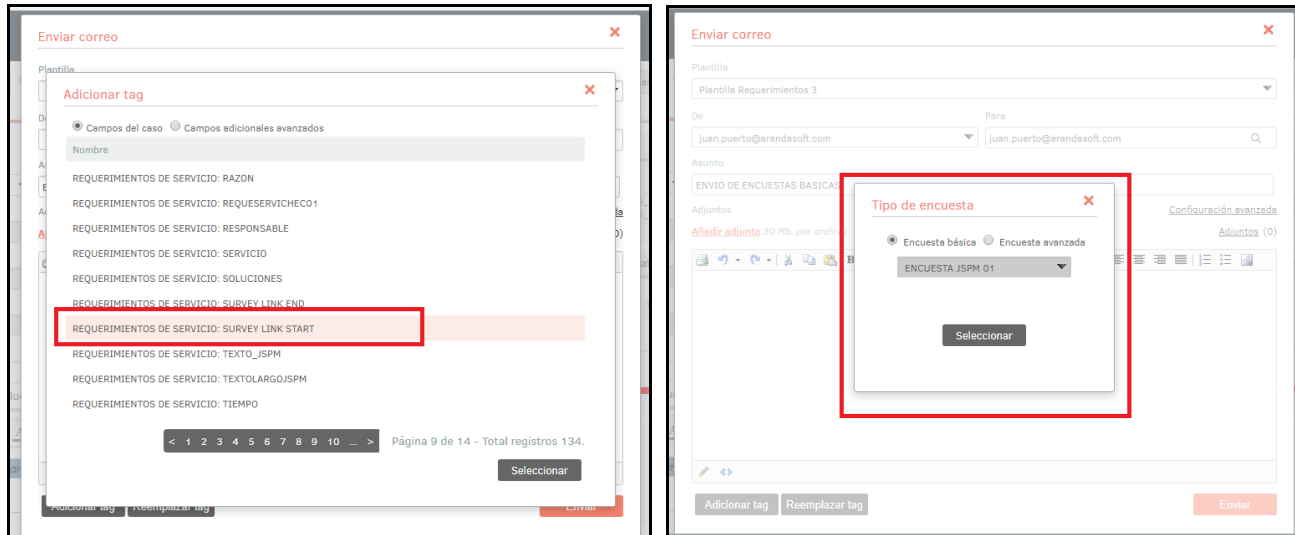 Enviar correo
Plantilla
Adicionar tag
Campos del caso Campos adicionales avanzados
Nombre
REQUERIMIENTOS DE SERVICIO: RAZON
REQUERIMIENTOS DE SERVICIO: REQUESERVICHEC01
REQUERIMIENTOS DE SERVICIO: RESPONSABLE
REQUERIMIENTOS DE SERVICIO: SERVICIO
REQUERIMIENTOS DE SERVICIO: SOLUCIONES
REQUERIMIENTOS DE SERVICIO: SURVEY LINK END
REQUERIMIENTOS DE SERVICIO: SURVEY LINK START
REQUERIMIENTOS DE SERVICIO: TEXTO_JSPM
REQUERIMIENTOS DE SERVICIO: TEXTOLARGOJSPM
REQUERIMIENTOS DE SERVICIO: TIEMPO
< 1 2 3 4 5 6 7 8 9 10 ... > Página 9 de 14 - Total registros 134.
Seleccionar
Adicionar tag Reemplazar tag Enviar
Enviar correo
Plantilla
Plantilla Requerimientos 3
De Para
juan.puerto@arandasoft.com juan.puerto@arandasoft.com
Asunto
ENVIO DE ENCUESTAS BASICAS
Adjuntos Configuración avanzada
Añadir adjunto 30 Mb. por archivo Adjuntos (0)
Tipo de encuesta
Encuesta básica Encuesta avanzada
ENCUESTA JSPM 01
Seleccionar
Adicionar tag Reemplazar tag Enviar